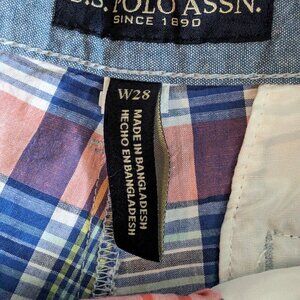 .S. POLO ASSN.
SINCE 1890
W28
MADE IN BANGLADESH
HECHO EN BANGLADESH